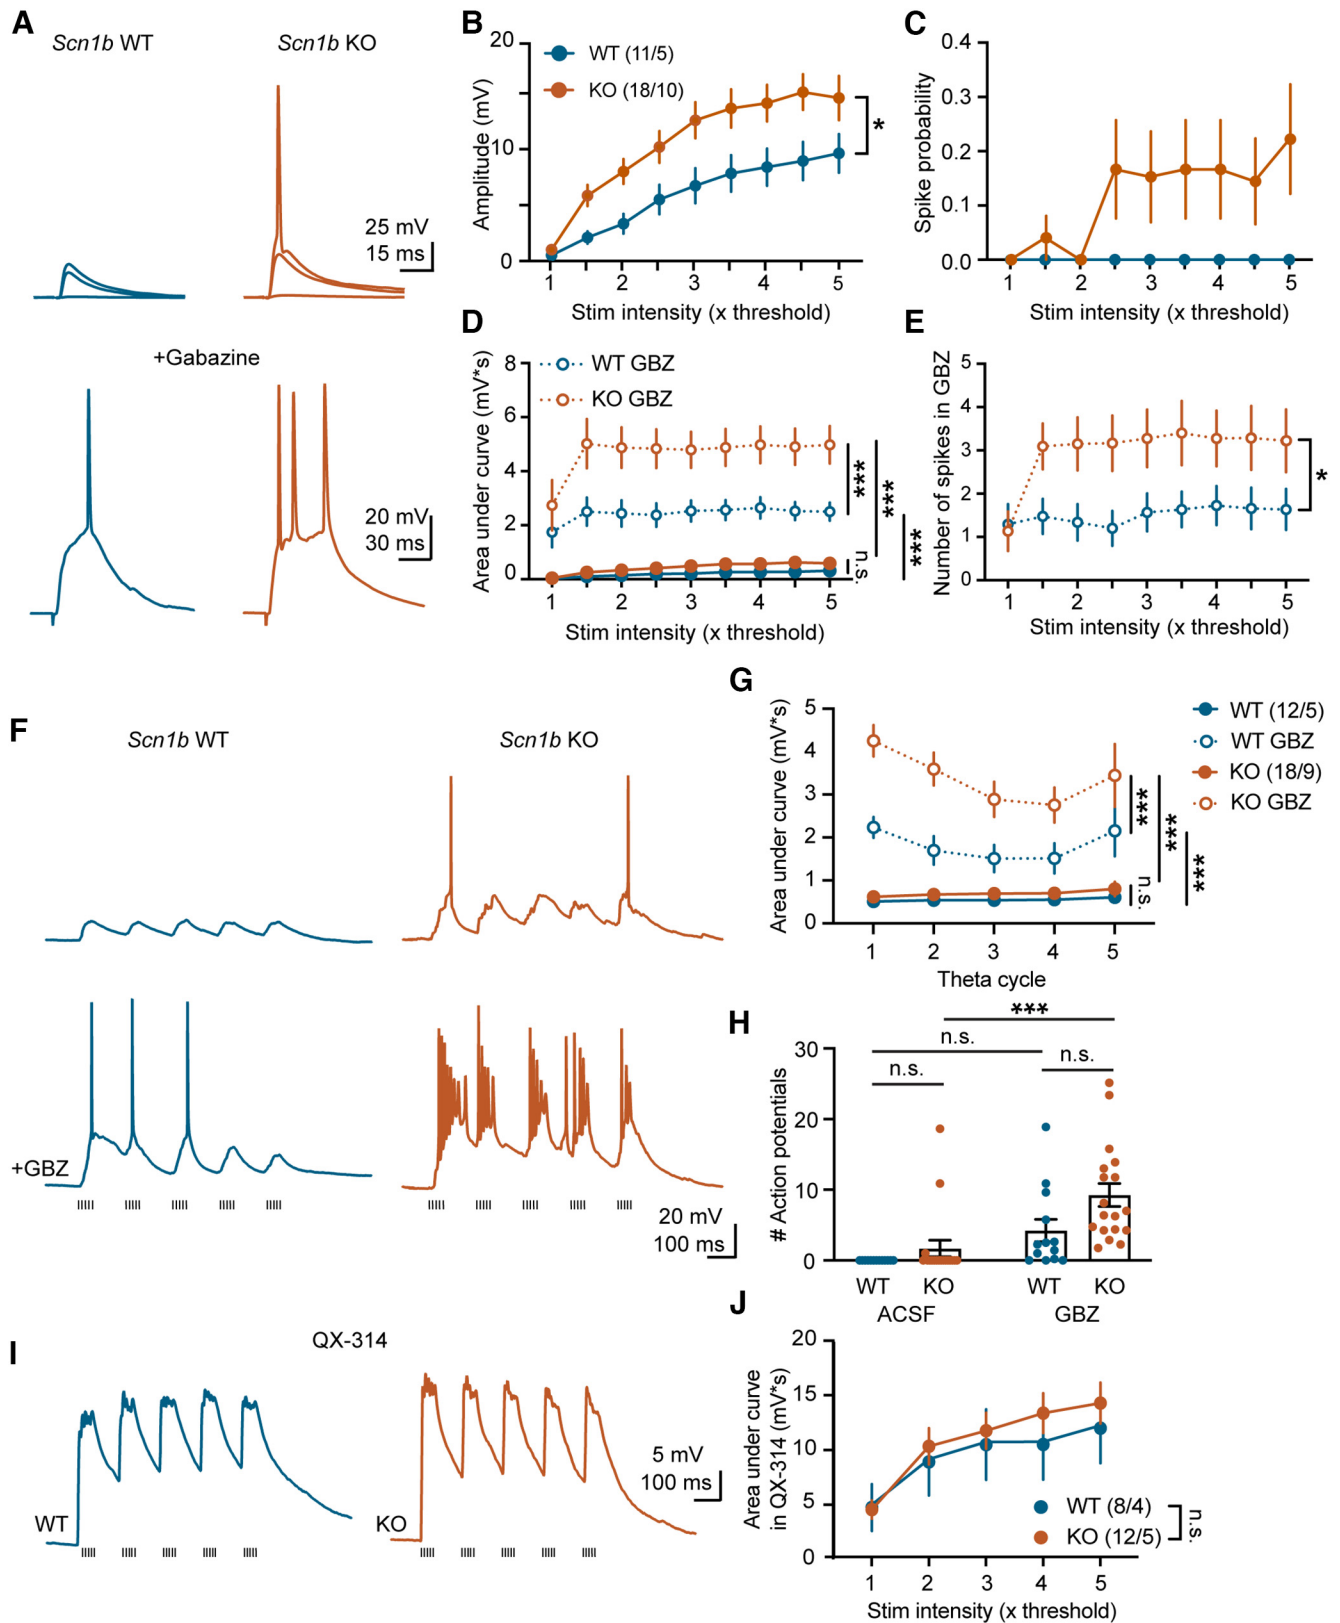 A
Scn1b WT
Scn1b KO
25 mV
15 ms
+Gabazine
20 mV
30 ms
B
20
10
0
Amplitude (mV)
WT (11/5)
KO (18/10)
*
1 2 3 4 5
Stim intensity (x threshold)
C
0.4
0.3
0.2
0.1
0.0
Spike probability
1 2 3 4 5
Stim intensity (x threshold)
D
8
6
4
2
0
Area under curve (mV*s)
WT GBZ
KO GBZ
***
***
***
n.s.
1 2 3 4 5
Stim intensity (x threshold)
E
5
4
3
2
1
0
Number of spikes in GBZ
*
1 2 3 4 5
Stim intensity (x threshold)
F
Scn1b WT
Scn1b KO
+GBZ
20 mV
100 ms
G
5
4
3
2
1
0
Area under curve (mV*s)
WT (12/5)
WT GBZ
KO (18/9)
KO GBZ
***
***
***
n.s.
1 2 3 4 5
Theta cycle
H
30
20
10
0
# Action potentials
***
n.s.
n.s.
n.s.
WT KO WT KO
ACSF GBZ
I
QX-314
WT
KO
5 mV
100 ms
J
20
15
10
5
0
Area under curve
in QX-314 (mV*s)
WT (8/4)
KO (12/5)
n.s.
1 2 3 4 5
Stim intensity (x threshold)